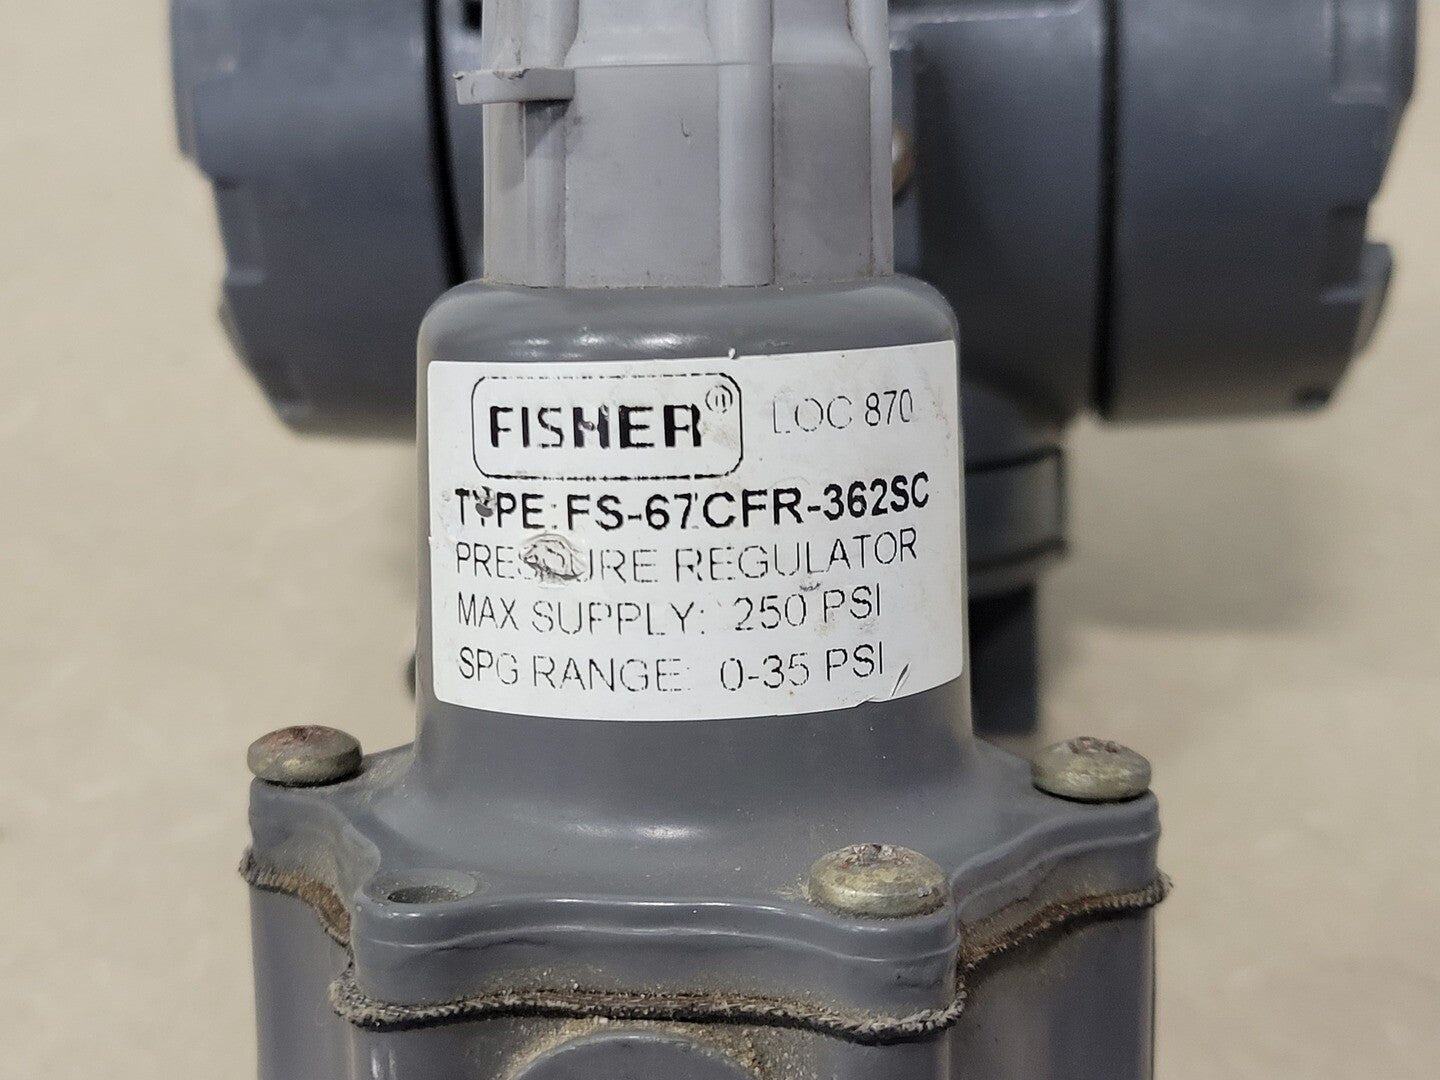 FISHER® LOC 870
TYPE: FS-67CFR-362SC
PRESSURE REGULATOR
MAX SUPPLY: 250 PSI
SPG RANGE: 0-35 PSI